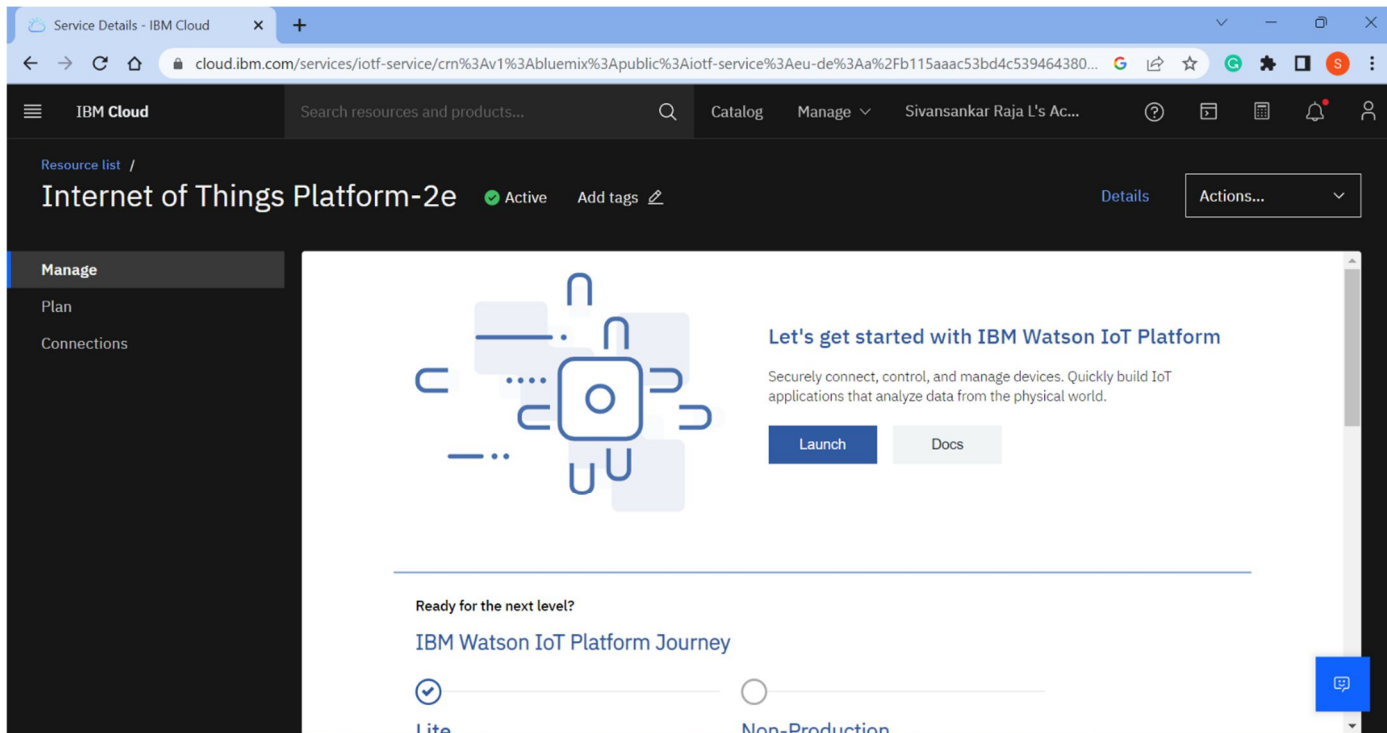 Service Details - IBM Cloud
cloud.ibm.com/services/iotf-service/crn%3Av1%3Abluemix%3Apublic%3Aiotf-service%3Aeu-de%3Aa%2Fb115aaac53bd4c539464380...
S
IBM Cloud
Search resources and products...
Catalog
Manage
Sivansankar Raja L's Ac...
Resource list /
Internet of Things Platform-2e
Active
Add tags
Details
Actions...
Manage
Plan
Connections
Let's get started with IBM Watson IoT Platform
Securely connect, control, and manage devices. Quickly build IoT
applications that analyze data from the physical world.
Launch
Docs
Ready for the next level?
IBM Watson IoT Platform Journey
Lite
Non-Production